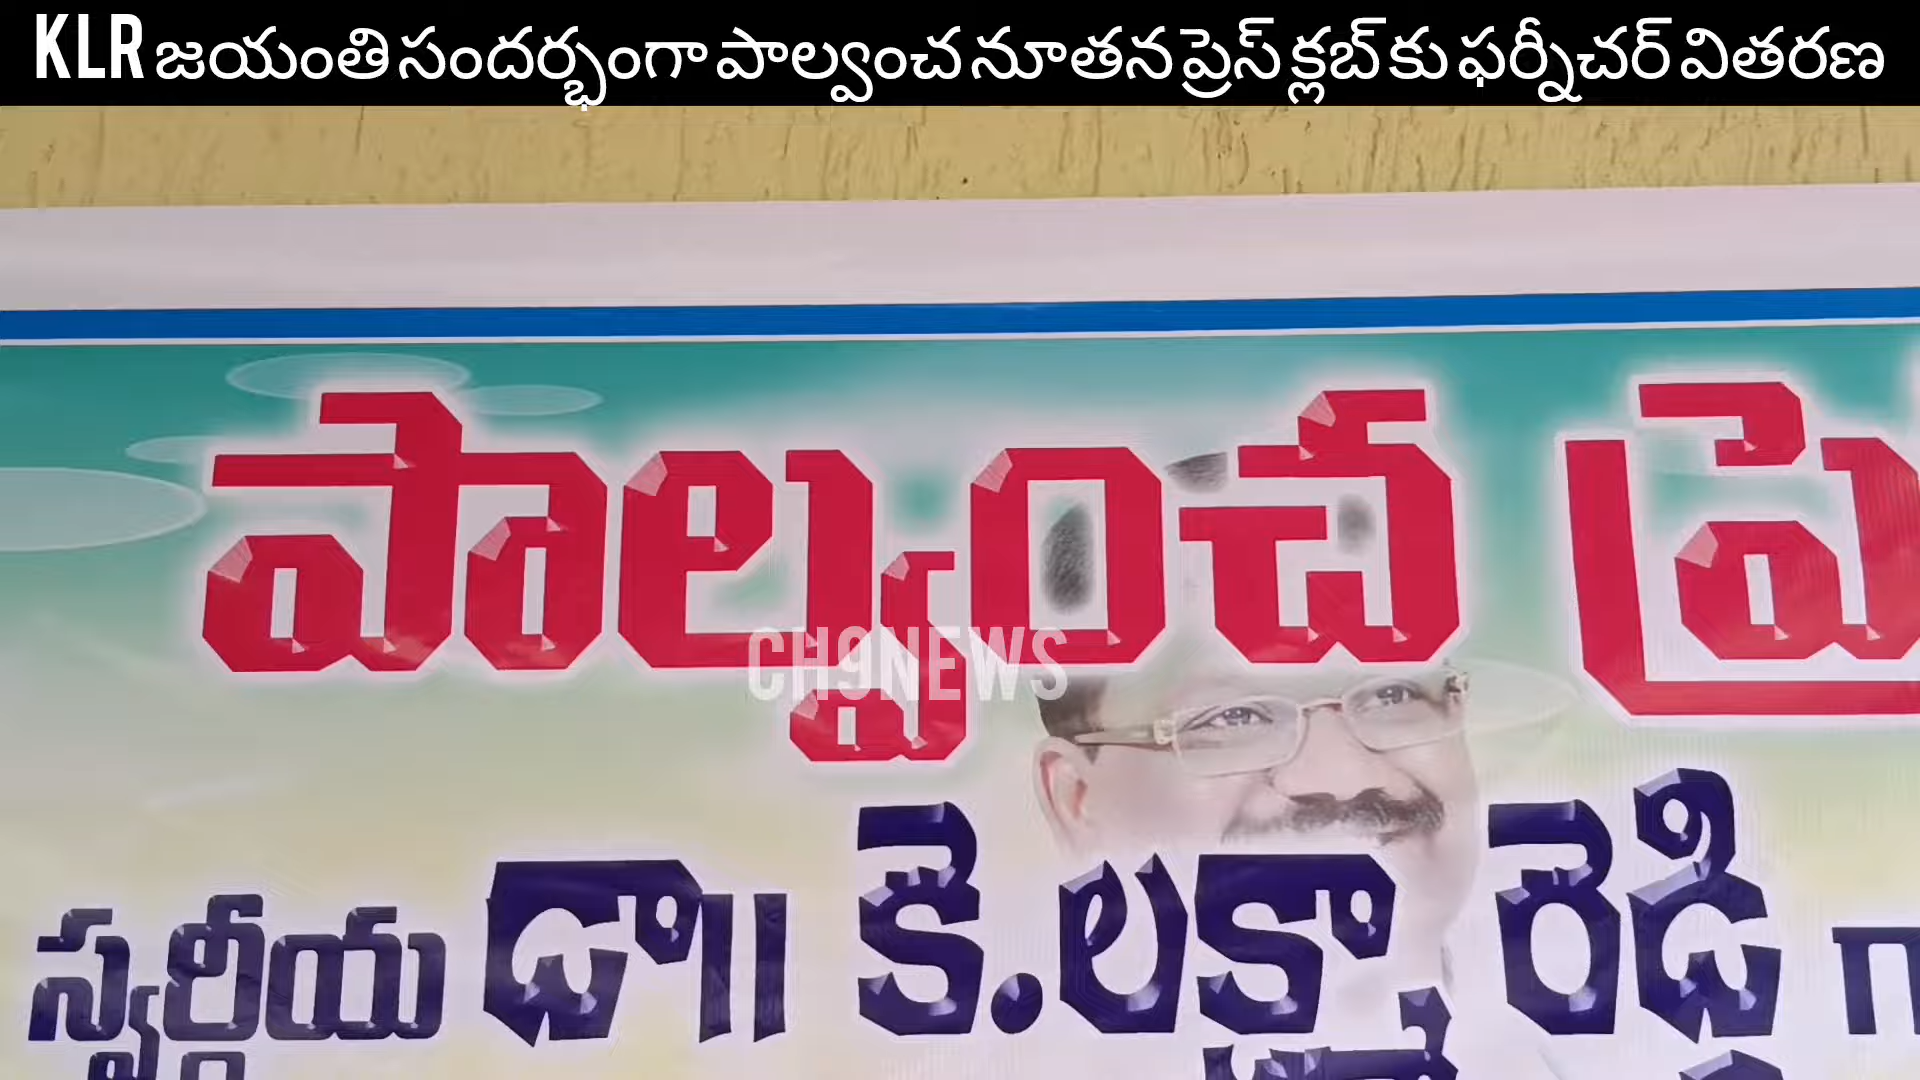 KLR జయంతి సందర్భంగా పాల్వంచ నూతన ప్రెస్ క్లబ్ కు ఫర్నీచర్ వితరణ
పాల్వంచ ప్రె
CH9NEWS
స్వర్గీయ డా॥ కె.లక్ష్మా రెడ్డి గా